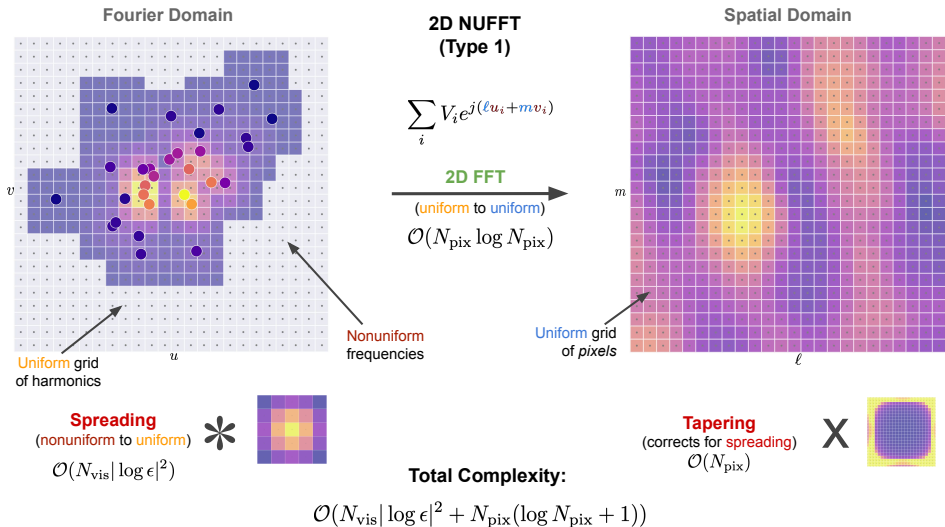 Fourier Domain
2D NUFFT
(Type 1)
Spatial Domain
∑_i V_i e^{j(ℓu_i+mv_i)}
v
2D FFT
(uniform to uniform)
O(N_pix log N_pix)
m
u
Uniform grid
of harmonics
Nonuniform
frequencies
Uniform grid
of pixels
ℓ
Spreading
(nonuniform to uniform)
O(N_vis| log ϵ|^2)
*
Tapering
(corrects for spreading)
O(N_pix)
X
Total Complexity:
O(N_vis| log ϵ|^2 + N_pix(log N_pix + 1))